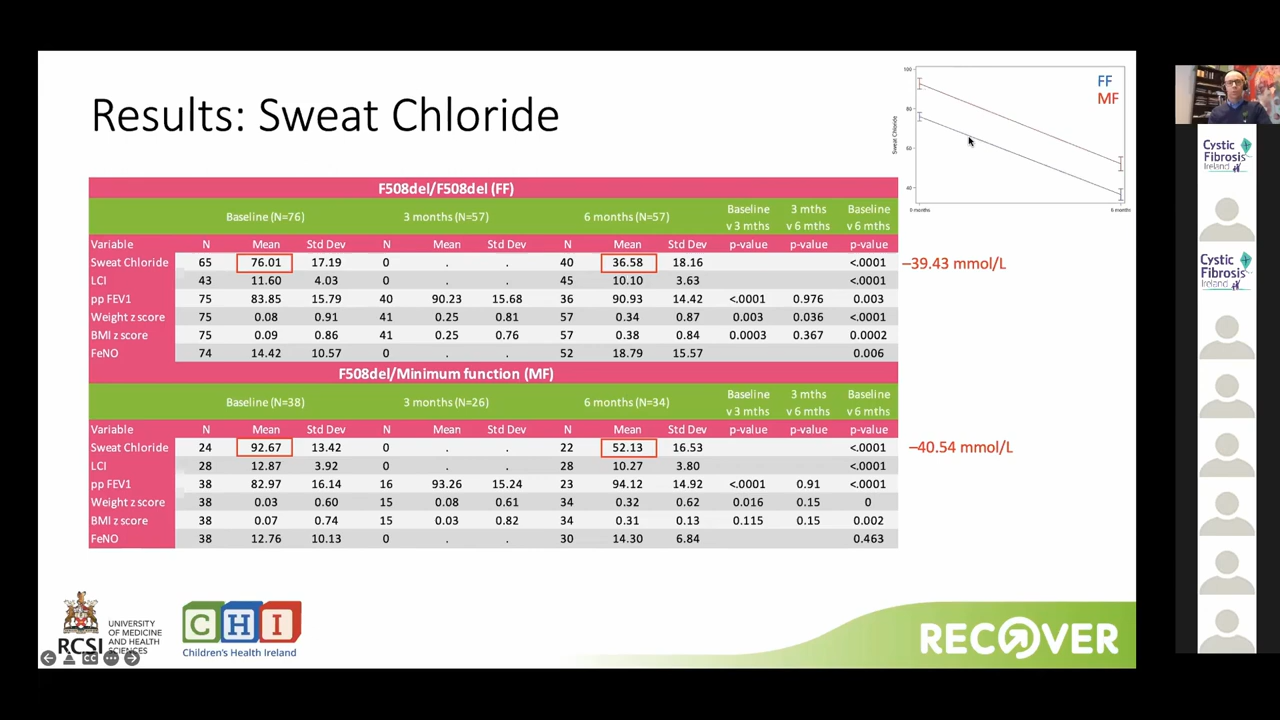 Results: Sweat Chloride
FF
MF
100
80
60
40
Sweat Chloride
0 months
6 months
F508del/F508del (FF)
Baseline (N=76) 3 months (N=57) 6 months (N=57) Baseline v 3 mths 3 mths v 6 mths Baseline v 6 mths
Variable N Mean Std Dev N Mean Std Dev N Mean Std Dev p-value p-value p-value
Sweat Chloride 65 76.01 17.19 0 . . 40 36.58 18.16 <.0001
–39.43 mmol/L
LCI 43 11.60 4.03 0 . . 45 10.10 3.63 <.0001
pp FEV1 75 83.85 15.79 40 90.23 15.68 36 90.93 14.42 <.0001 0.976 0.003
Weight z score 75 0.08 0.91 41 0.25 0.81 57 0.34 0.87 0.003 0.036 <.0001
BMI z score 75 0.09 0.86 41 0.25 0.76 57 0.38 0.84 0.0003 0.367 0.0002
FeNO 74 14.42 10.57 0 . . 52 18.79 15.57 0.006
F508del/Minimum function (MF)
Baseline (N=38) 3 months (N=26) 6 months (N=34) Baseline v 3 mths 3 mths v 6 mths Baseline v 6 mths
Variable N Mean Std Dev N Mean Std Dev N Mean Std Dev p-value p-value p-value
Sweat Chloride 24 92.67 13.42 0 . . 22 52.13 16.53 <.0001
–40.54 mmol/L
LCI 28 12.87 3.92 0 . . 28 10.27 3.80 <.0001
pp FEV1 38 82.97 16.14 16 93.26 15.24 23 94.12 14.92 <.0001 0.91 <.0001
Weight z score 38 0.03 0.60 15 0.08 0.61 34 0.32 0.62 0.016 0.15 0
BMI z score 38 0.07 0.74 15 0.03 0.82 34 0.31 0.13 0.115 0.15 0.002
FeNO 38 12.76 10.13 0 . . 30 14.30 6.84 0.463
RCSI
UNIVERSITY
OF MEDICINE
AND HEALTH
SCIENCES
CHI
Children's Health Ireland
RECOVER
CC
Cystic
Fibrosis
Ireland
Cystic
Fibrosis
Ireland